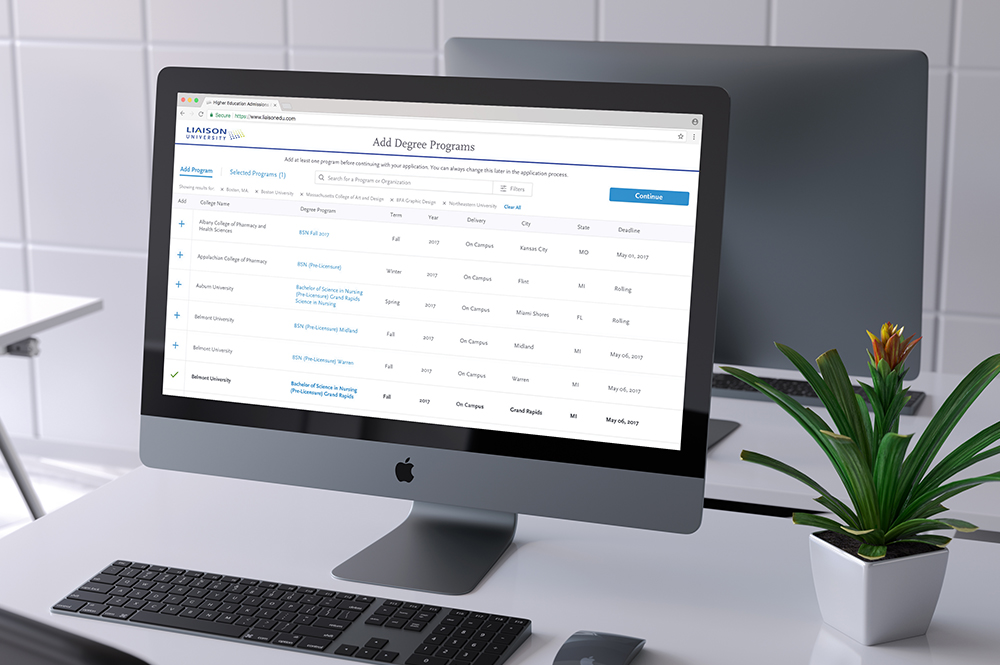 Higher Education Admissions
Secure
https://www.liaisonedu.com
LIAISON
UNIVERSITY
Add Degree Programs
Add at least one program before continuing with your application. You can always change this later in the application process.
Add Program
Selected Programs (1)
Search for a Program or Organization
Filters
Continue
Showing results for
Boston, MA
Boston University
Massachusetts College of Art and Design
MFA Graphic Design
Northeastern University
Clear All
Add College Name Degree Program Term Year Delivery City State Deadline
Albany College of Pharmacy and
Health Sciences
BSN Fall 2017 Fall 2017 On Campus Kansas City MO May 01, 2017
Appalachian College of Pharmacy BSN (Pre-Licensure) Winter 2017 On Campus Flint MI Rolling
Auburn University
Bachelor of Science in Nursing
(Pre-Licensure) Grand Rapids
Science in Nursing
Spring 2017 On Campus Miami Shores FL Rolling
Belmont University BSN (Pre-Licensure) Midland Fall 2017 On Campus Midland MI May 06, 2017
Belmont University BSN (Pre-Licensure) Warren Fall 2017 On Campus Warren MI May 06, 2017
Belmont University
Bachelor of Science in Nursing
(Pre-Licensure) Grand Rapids
Fall 2017 On Campus Grand Rapids MI May 06, 2017